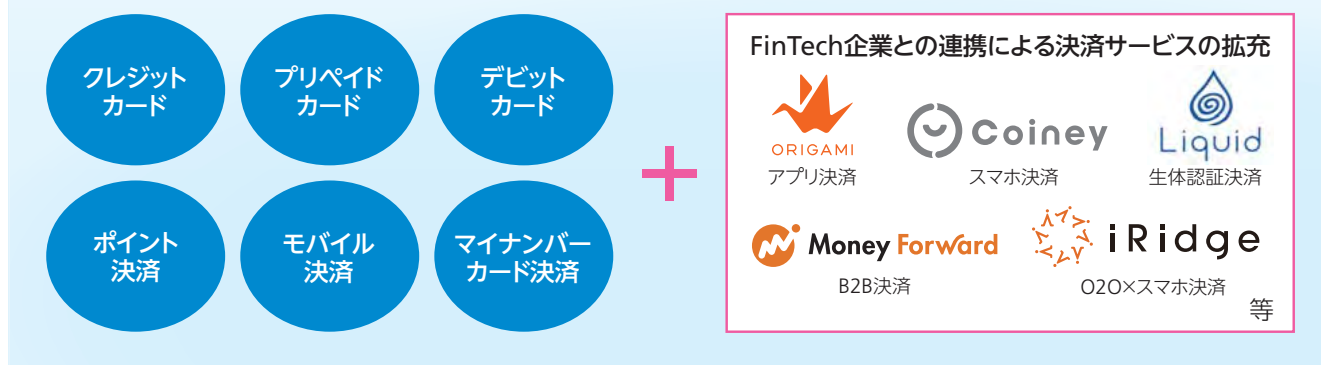 クレジット
カード
プリペイド
カード
デビット
カード
ポイント
決済
モバイル
決済
マイナンバー
カード決済
+
FinTech企業との連携による決済サービスの拡充
ORIGAMI
アプリ決済
Coiney
スマホ決済
Liquid
生体認証決済
Money Forward
B2B決済
iRidge
O2O×スマホ決済
等